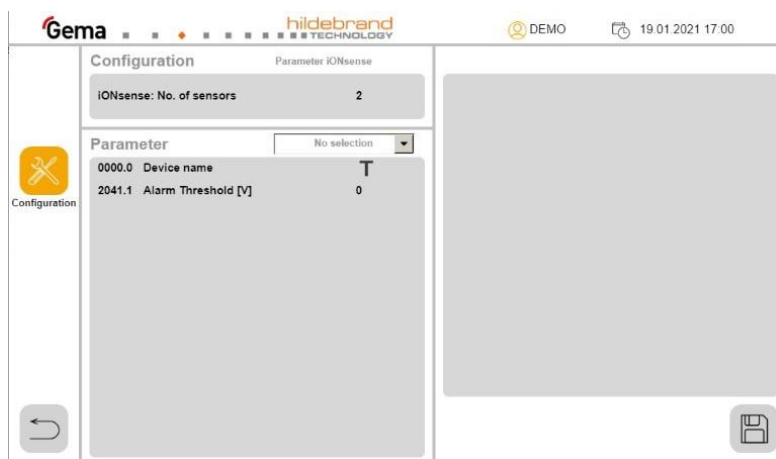 Gema hildebrand TECHNOLOGY DEMO 19.01.2021 17:00
Configuration Parameter iONsense
iONsense: No. of sensors 2
Parameter No selection
0000.0 Device name T
2041.1 Alarm Threshold [V] 0
Configuration